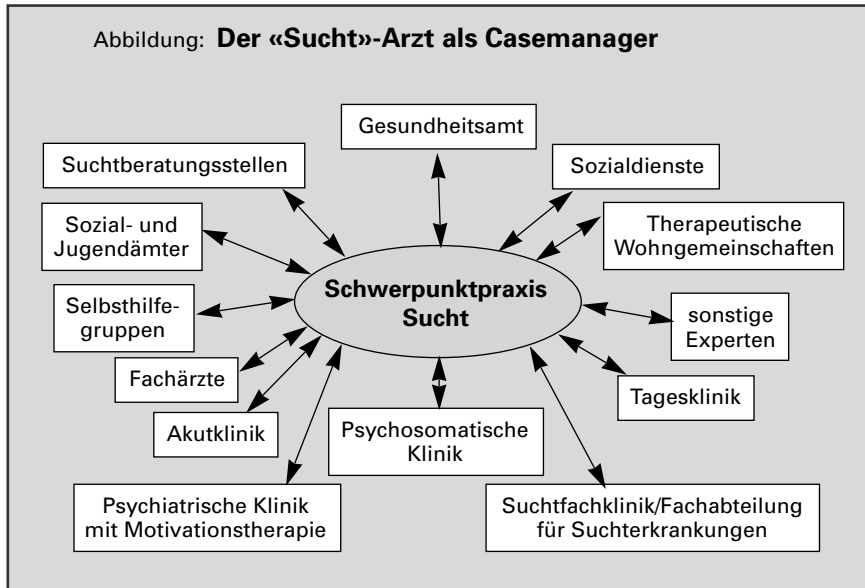 Abbildung: Der «Sucht»-Arzt als Casemanager
Gesundheitsamt
Suchtberatungsstellen
Sozialdienste
Sozial- und
Jugendämter
Therapeutische
Wohngemeinschaften
Schwerpunktpraxis
Sucht
Selbsthilfe-
gruppen
sonstige
Experten
Fachärzte
Tagesklinik
Akutklinik
Psychosomatische
Klinik
Psychiatrische Klinik
mit Motivationstherapie
Suchtfachklinik/Fachabteilung
für Suchterkrankungen